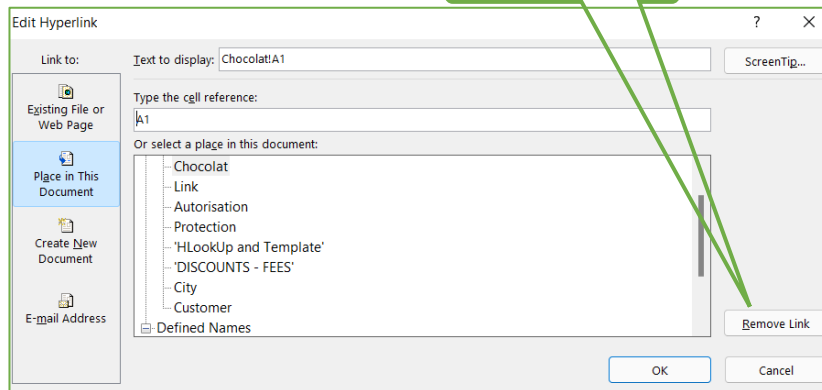 Edit Hyperlink ? ×
Link to:
Text to display: Chocolat!A1
ScreenTip...
Existing File or
Web Page
Type the cell reference:
A1
Or select a place in this document:
Place in This
Document
Chocolat
Link
Autorisation
Protection
'HLookUp and Template'
'DISCOUNTS - FEES'
City
Customer
Defined Names
Create New
Document
E-mail Address
Remove Link
OK
Cancel